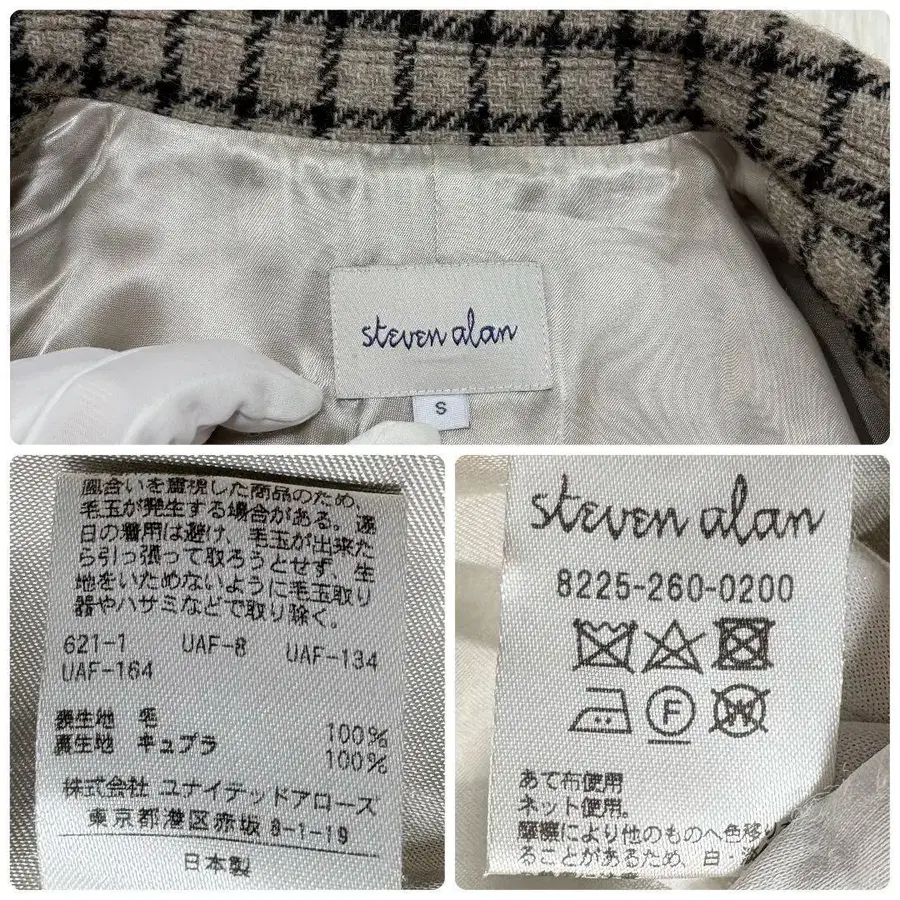 steven alan
S
風合いを重視した商品のため、
毛玉が発生する場合がある。連
日の着用は避け、毛玉が出来た
ら引っ張って取ろうとせず、生
地をいためないように毛玉取り
器やハサミなどで取り除く。
621-1 UAF-8 UAF-134
UAF-164
表生地 毛 100%
裏生地 キュプラ 100%
株式会社 ユナイテッドアローズ
東京都港区赤坂 8-1-19
日本製
steven alan
8225-260-0200
F
W
あて布使用
ネット使用。
摩擦により他のものへ色移り
ることがあるため、白・淡